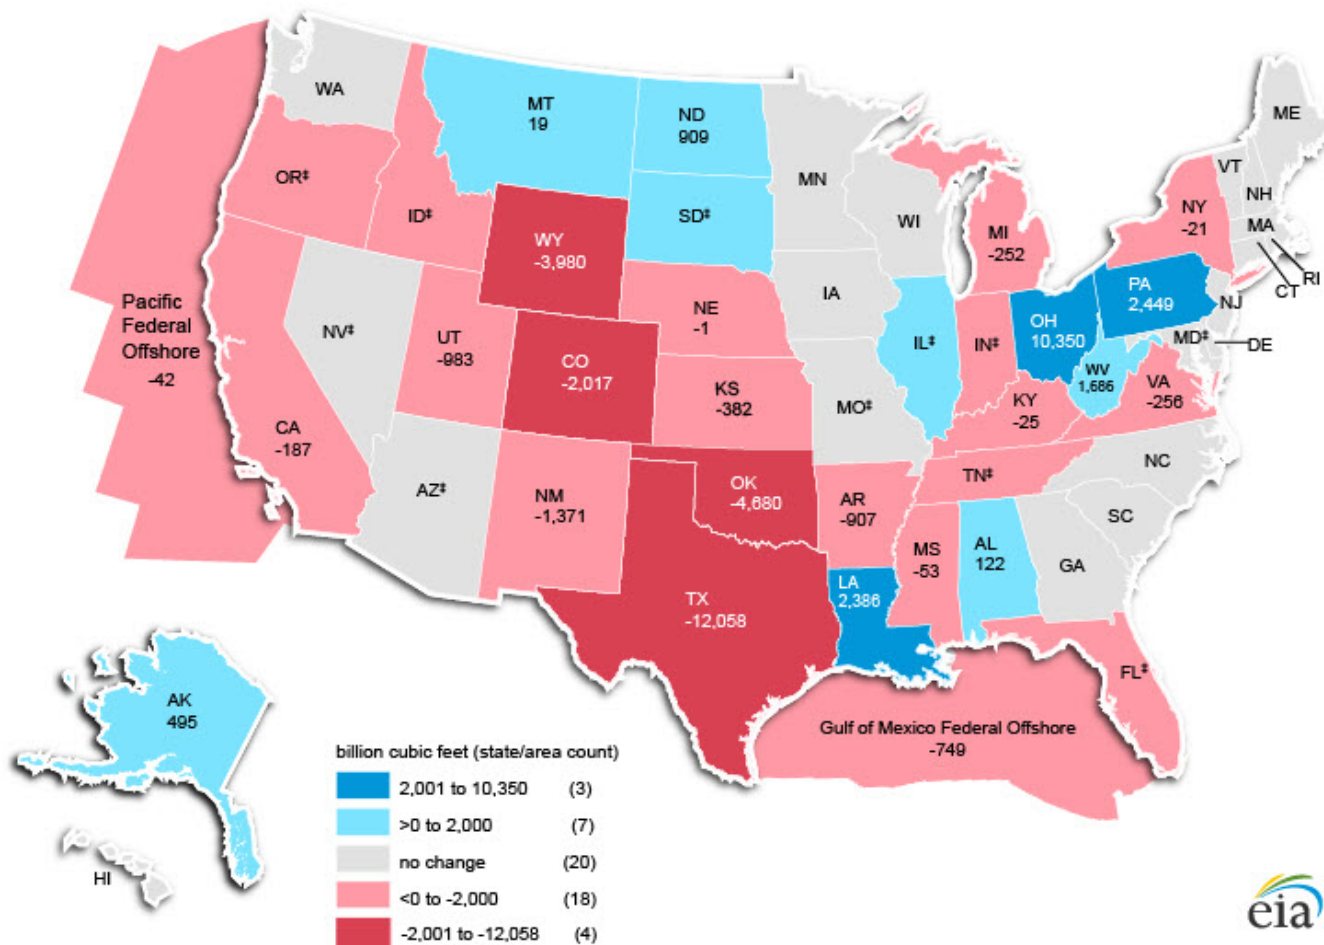 WA
MT
19
ND
909
MN
ME
VT
NH
OR‡
ID‡
SD‡
WI
MI
-252
NY
-21
MA
RI
CT
WY
-3,980
IA
PA
2,449
NJ
Pacific
Federal
Offshore
-42
NV‡
UT
-983
CO
-2,017
NE
-1
IL‡
IN‡
OH
10,350
MD‡
DE
WV
1,686
VA
-256
KS
-382
MO‡
KY
-25
CA
-187
AZ‡
NM
-1,371
OK
-4,680
AR
-907
TN‡
NC
SC
MS
-53
AL
122
GA
TX
-12,058
LA
2,386
FL‡
Gulf of Mexico Federal Offshore
-749
AK
495
HI
billion cubic feet (state/area count)
2,001 to 10,350 (3)
>0 to 2,000 (7)
no change (20)
<0 to -2,000 (18)
-2,001 to -12,058 (4)
eia